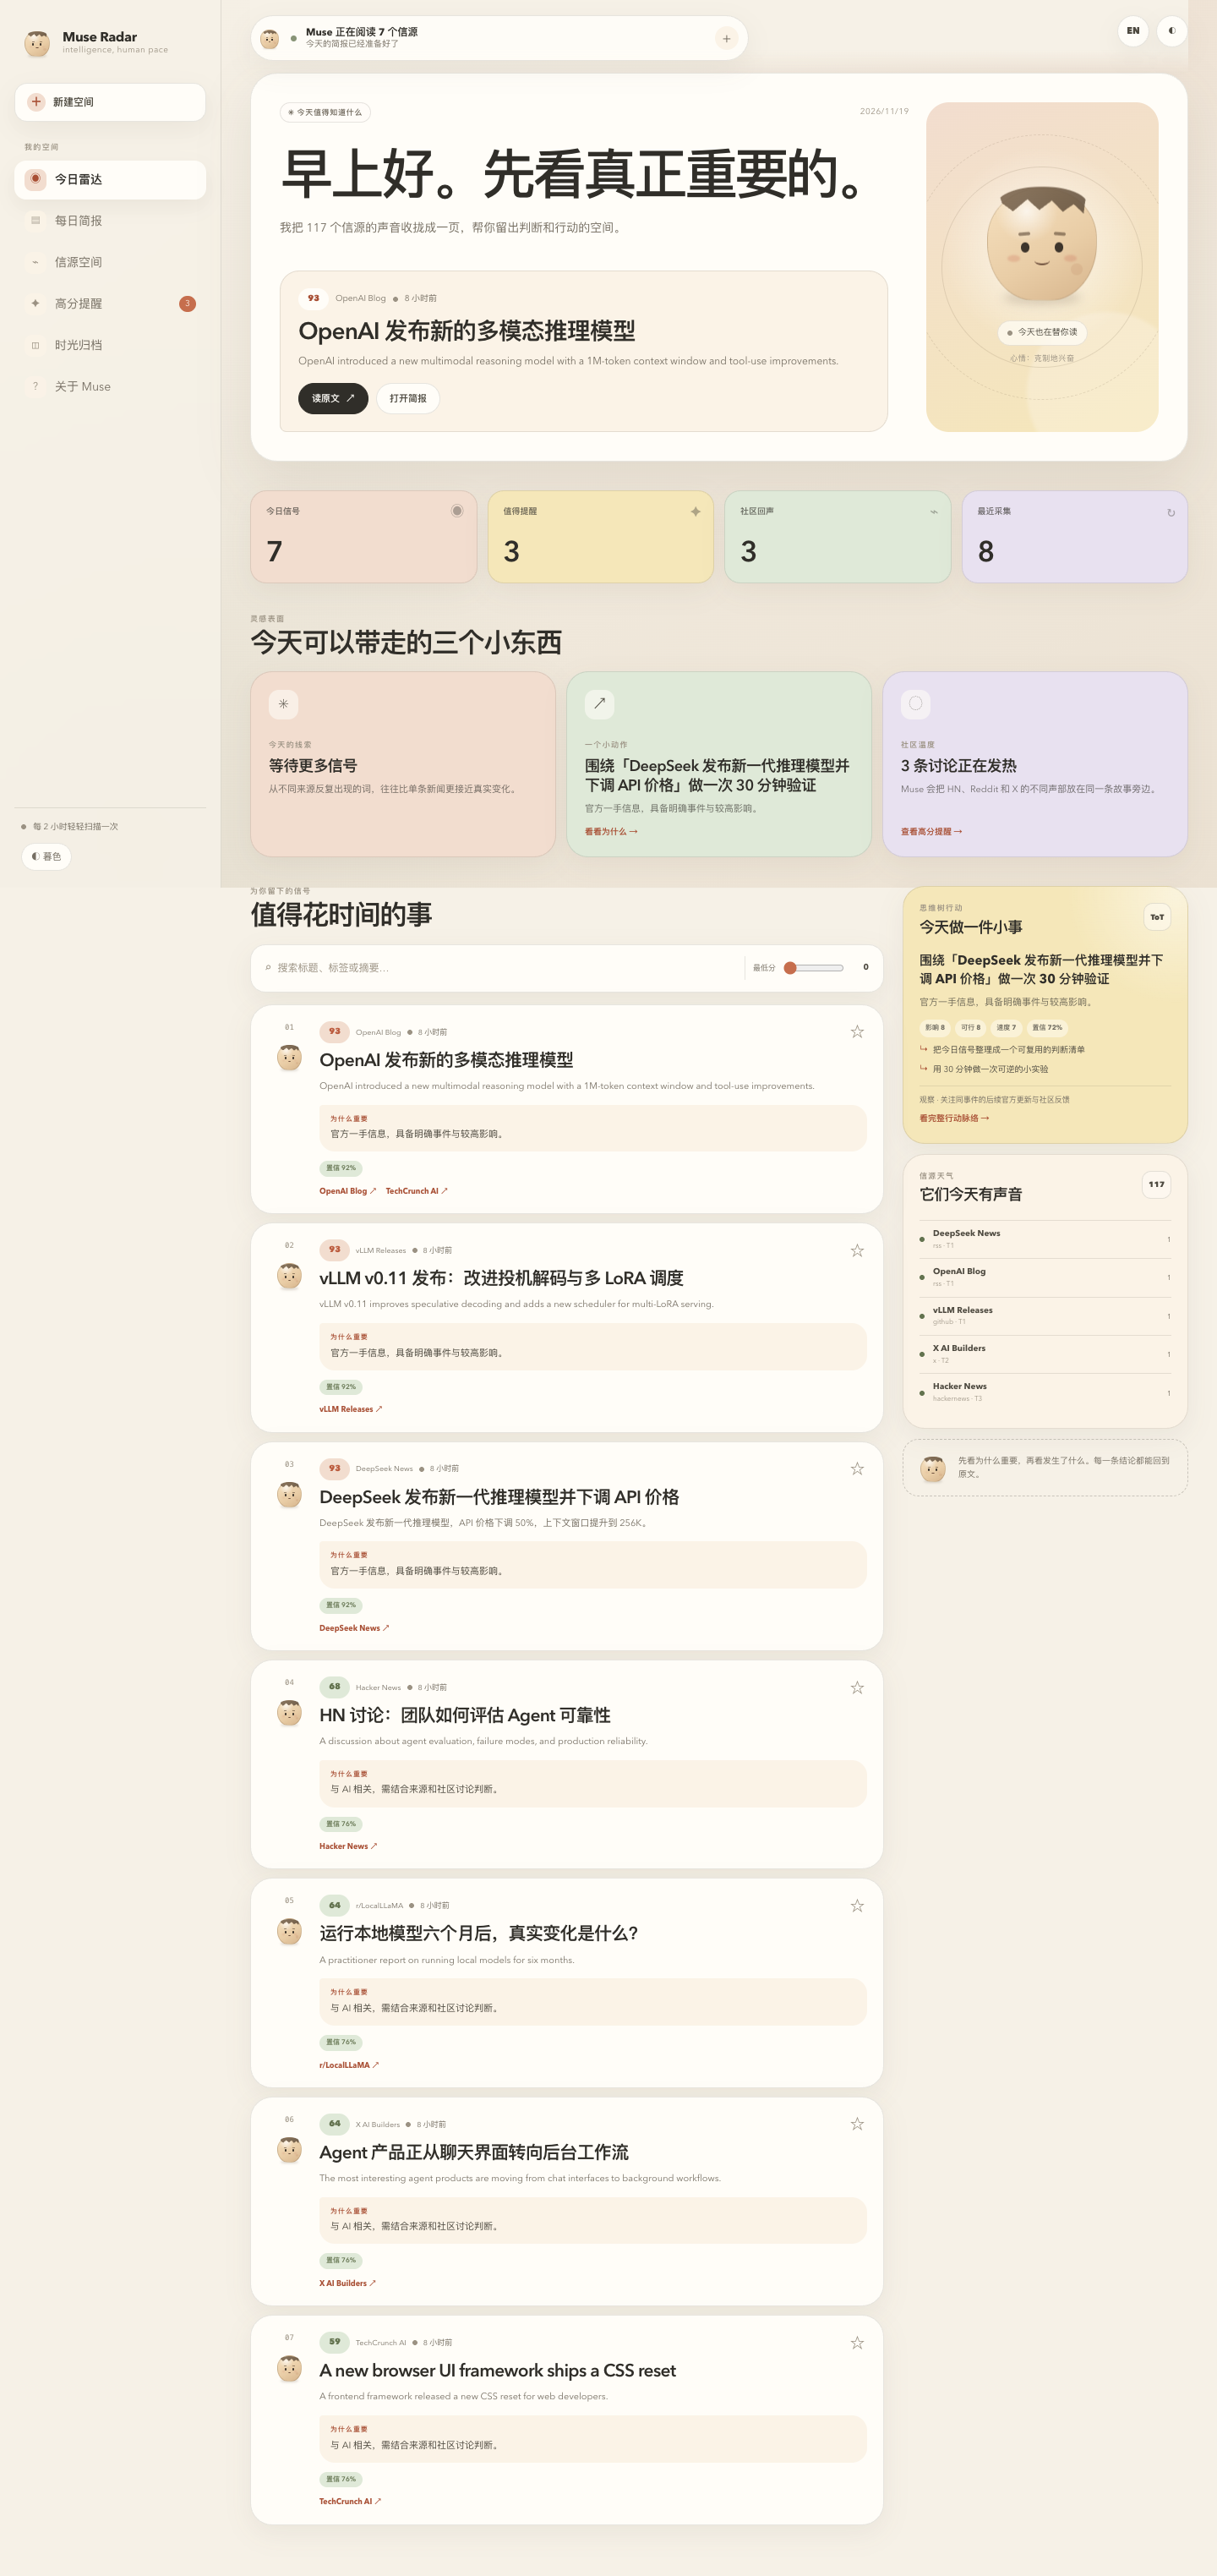 Muse Radar
intelligence, human pace
+ 新建空间
我的空间
今日雷达
每日简报
信源空间
高分提醒 3
时光归档
? 关于 Muse
每 2 小时轻轻扫描一次
暮色
Muse 正在阅读 7 个信源
今天的简报已经准备好了
+
EN
今天值得知道什么
2026/11/19
早上好。先看真正重要的。
我把 117 个信源的声音收拢成一页，帮你留出判断和行动的空间。
93 OpenAI Blog ● 8 小时前
OpenAI 发布新的多模态推理模型
OpenAI introduced a new multimodal reasoning model with a 1M-token context window and tool-use improvements.
读原文 ↗ 打开简报
今天也在替你读
心情：克制地兴奋
今日信号
7
值得提醒
3
社区回声
3
最近采集
8
灵感表面
今天可以带走的三个小东西
今天的线索
等待更多信号
从不同来源反复出现的词，往往比单条新闻更接近真实变化。
一个小动作
围绕「DeepSeek 发布新一代推理模型并
下调 API 价格」做一次 30 分钟验证
官方一手信息，具备明确事件与较高影响。
看看为什么 →
社区温度
3 条讨论正在发热
Muse 会把 HN、Reddit 和 X 的不同声部放在同一条故事旁边。
查看高分提醒 →
为你留下的信号
值得花时间的事
搜索标题、标签或摘要…
最低分 0
01
93 OpenAI Blog ● 8 小时前
OpenAI 发布新的多模态推理模型
OpenAI introduced a new multimodal reasoning model with a 1M-token context window and tool-use improvements.
为什么重要
官方一手信息，具备明确事件与较高影响。
置信 92%
OpenAI Blog ↗ TechCrunch AI ↗
02
93 vLLM Releases ● 8 小时前
vLLM v0.11 发布：改进投机解码与多 LoRA 调度
vLLM v0.11 improves speculative decoding and adds a new scheduler for multi-LoRA serving.
为什么重要
官方一手信息，具备明确事件与较高影响。
置信 92%
vLLM Releases ↗
03
93 DeepSeek News ● 8 小时前
DeepSeek 发布新一代推理模型并下调 API 价格
DeepSeek 发布新一代推理模型，API 价格下调 50%，上下文窗口提升到 256K。
为什么重要
官方一手信息，具备明确事件与较高影响。
置信 92%
DeepSeek News ↗
04
68 Hacker News ● 8 小时前
HN 讨论：团队如何评估 Agent 可靠性
A discussion about agent evaluation, failure modes, and production reliability.
为什么重要
与 AI 相关，需结合来源和社区讨论判断。
置信 76%
Hacker News ↗
05
64 r/LocalLLaMA ● 8 小时前
运行本地模型六个月后，真实变化是什么？
A practitioner report on running local models for six months.
为什么重要
与 AI 相关，需结合来源和社区讨论判断。
置信 76%
r/LocalLLaMA ↗
06
64 X AI Builders ● 8 小时前
Agent 产品正从聊天界面转向后台工作流
The most interesting agent products are moving from chat interfaces to background workflows.
为什么重要
与 AI 相关，需结合来源和社区讨论判断。
置信 76%
X AI Builders ↗
07
59 TechCrunch AI ● 8 小时前
A new browser UI framework ships a CSS reset
A frontend framework released a new CSS reset for web developers.
为什么重要
与 AI 相关，需结合来源和社区讨论判断。
置信 76%
TechCrunch AI ↗
思维树行动
今天做一件小事
ToT
围绕「DeepSeek 发布新一代推理模型并下
调 API 价格」做一次 30 分钟验证
官方一手信息，具备明确事件与较高影响。
影响 8 可行 8 速度 7 置信 72%
↳ 把今日信号整理成一个可复用的判断清单
↳ 用 30 分钟做一次可逆的小实验
观察 · 关注同事件的后续官方更新与社区反馈
看完整行动脉络 →
信源天气
它们今天有声音
117
DeepSeek News
rss · T1
1
OpenAI Blog
rss · T1
1
vLLM Releases
github · T1
1
X AI Builders
x · T2
1
Hacker News
hackernews · T3
1
先看为什么重要，再看发生了什么。每一条结论都能回到
原文。